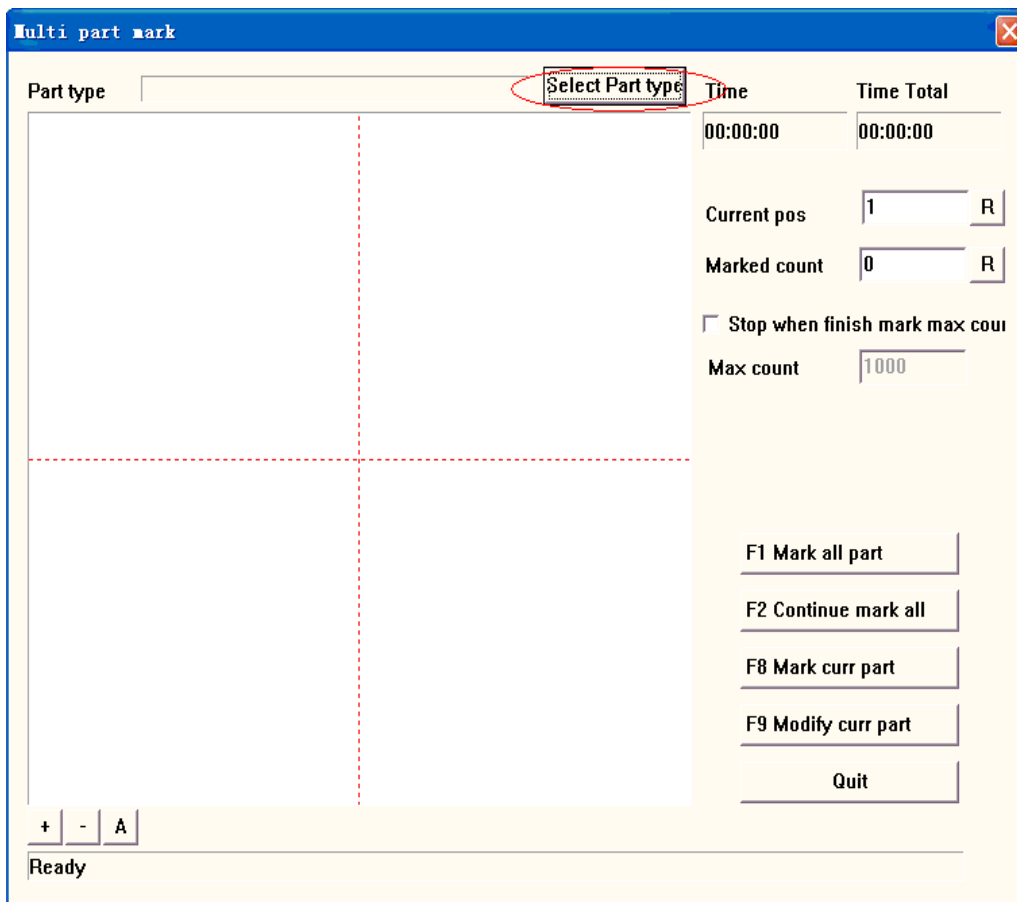 Multi part mark
Part type
Select Part type
Time
Time Total
00:00:00
00:00:00
Current pos
1
R
Marked count
0
R
Stop when finish mark max cou
Max count
1000
F1 Mark all part
F2 Continue mark all
F8 Mark curr part
F9 Modify curr part
Quit
+
-
A
Ready